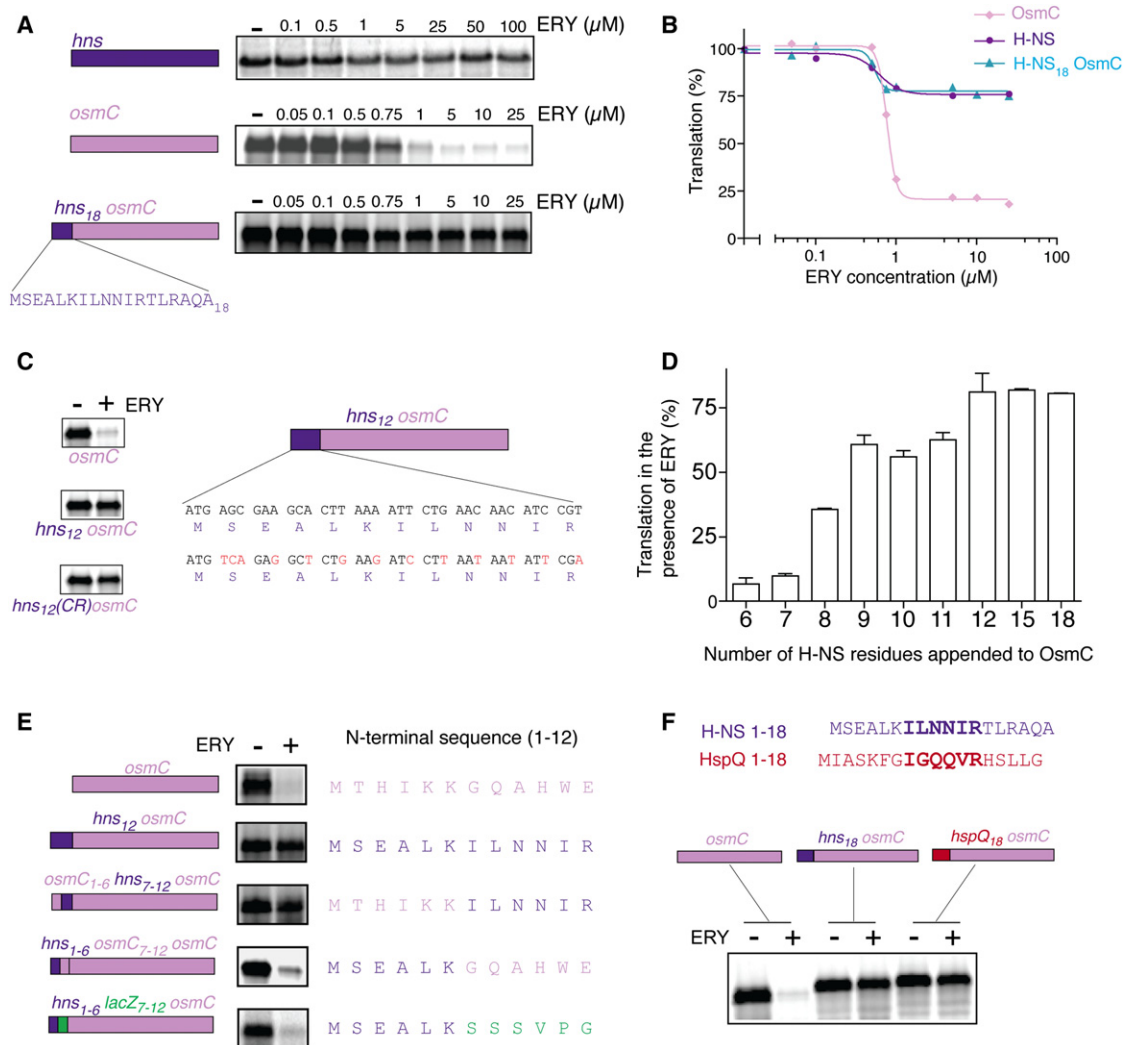 A
hns
– 0.1 0.5 1 5 25 50 100 ERY (μM)
osmC
0.05 0.1 0.5 0.75 1 5 10 25 ERY (μM)
hns18 osmC
– 0.05 0.1 0.5 0.75 1 5 10 25 ERY (μM)
MSEALKILNNIRTLRAQA18
B
OsmC
H-NS
H-NS18 OsmC
Translation (%)
100
75
50
25
0
0.1 1 10 100
ERY concentration (μM)
C
- + ERY
osmC
hns12 osmC
hns12(CR)osmC
hns12 osmC
ATG AGC GAA GCA CTT AAA ATT CTG AAC AAC ATC CGT
M S E A L K I L N N I R
ATG TCA GAG GCT CTG AAG ATC CTT AAT AAT ATT CGA
M S E A L K I L N N I R
D
Translation in the
presence of ERY (%)
75
50
25
0
6 7 8 9 10 11 12 15 18
Number of H-NS residues appended to OsmC
E
ERY - + N-terminal sequence (1-12)
osmC
M T H I K K G Q A H W E
hns12 osmC
M S E A L K I L N N I R
osmC1-6 hns7-12 osmC
M T H I K K I L N N I R
hns1-6 osmC7-12 osmC
M S E A L K G Q A H W E
hns1-6 lacZ7-12 osmC
M S E A L K S S S V P G
F
H-NS 1-18 MSEALKILNNIRTLRAQA
HspQ 1-18 MIASKFGIGQQVRHSLLG
osmC hns18 osmC hspQ18 osmC
ERY - + - + - +